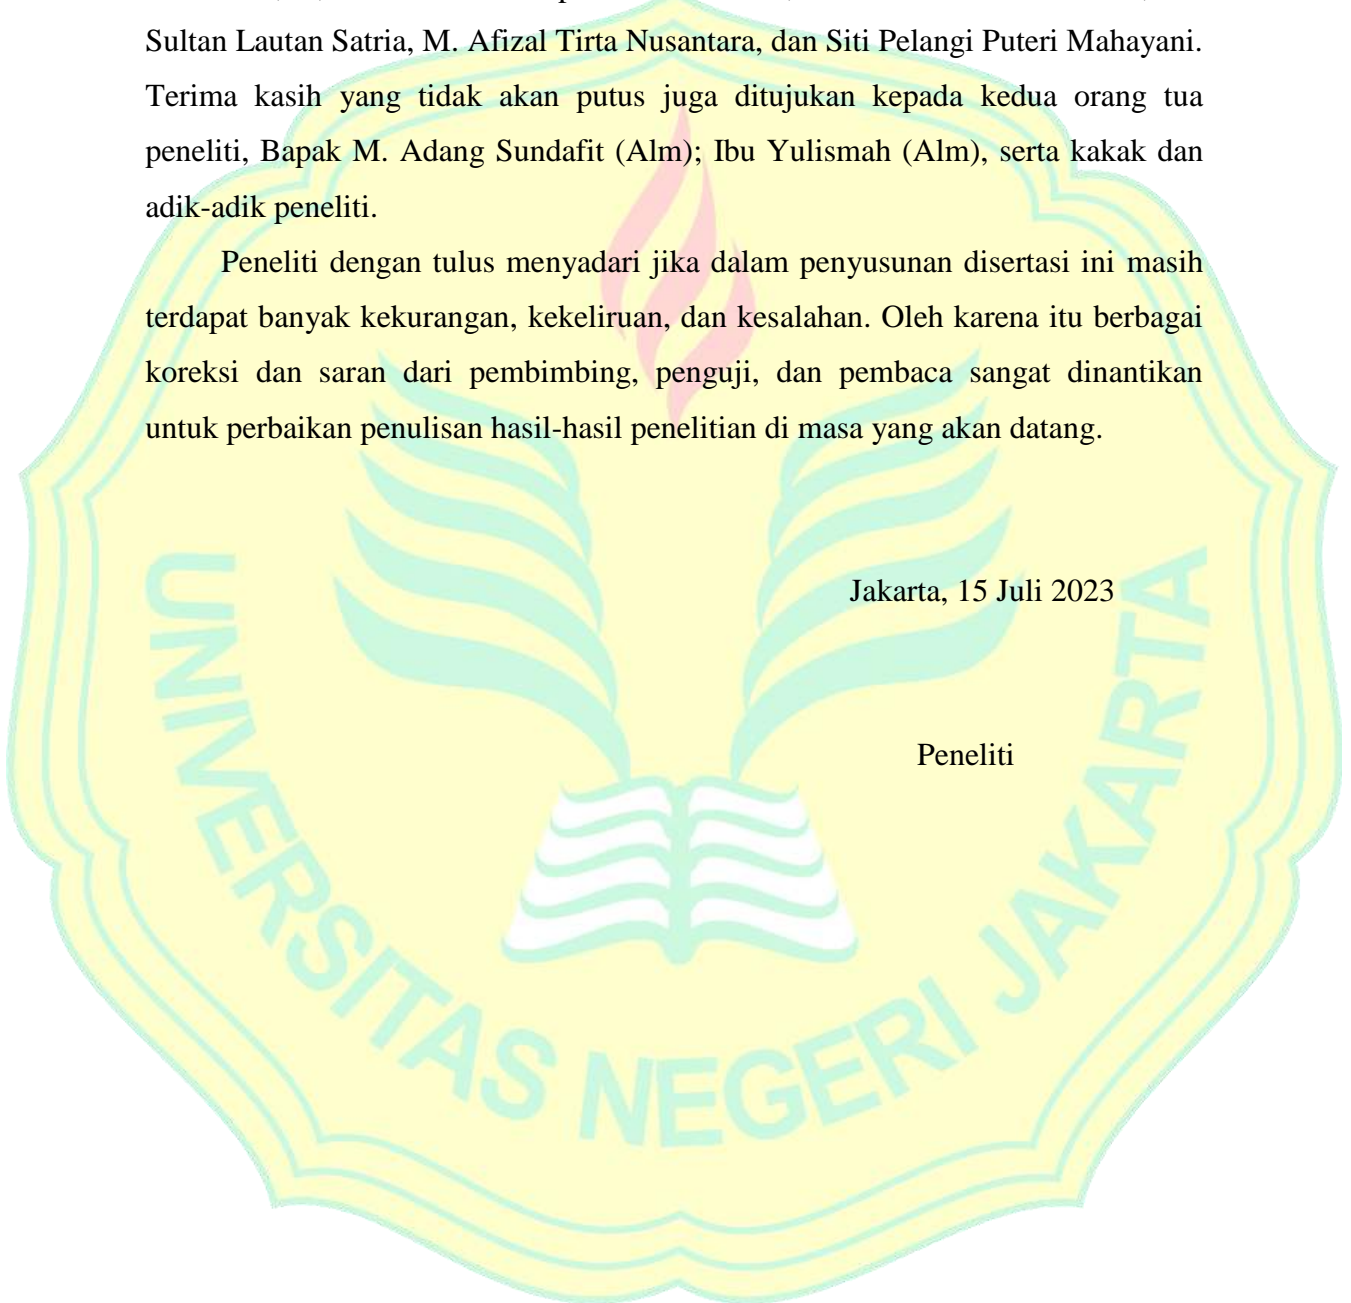 Sultan Lautan Satria, M. Afizal Tirta Nusantara, dan Siti Pelangi Puteri Mahayani.
Terima kasih yang tidak akan putus juga ditujukan kepada kedua orang tua
peneliti, Bapak M. Adang Sundafit (Alm); Ibu Yulismah (Alm), serta kakak dan
adik-adik peneliti.
Peneliti dengan tulus menyadari jika dalam penyusunan disertasi ini masih
terdapat banyak kekurangan, kekeliruan, dan kesalahan. Oleh karena itu berbagai
koreksi dan saran dari pembimbing, penguji, dan pembaca sangat dinantikan
untuk perbaikan penulisan hasil-hasil penelitian di masa yang akan datang.
Jakarta, 15 Juli 2023
Peneliti
UNIVERSITAS NEGERI JAKARTA